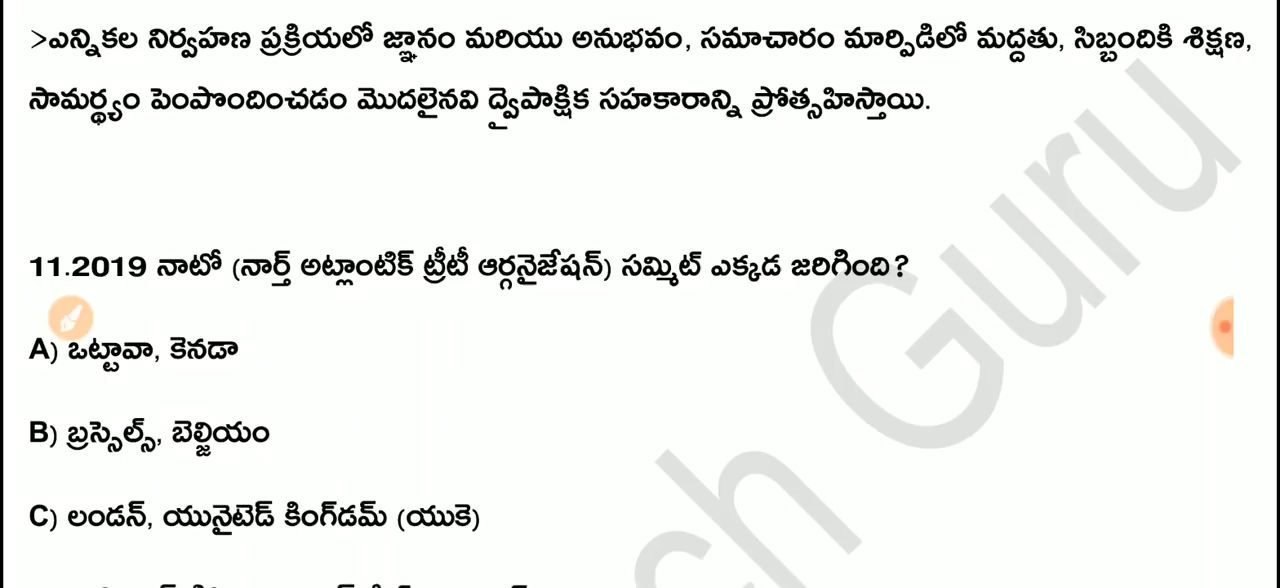 >ఎన్నికల నిర్వహణ ప్రక్రియలో జ్ఞానం మరియు అనుభవం, సమాచారం మార్పిడిలో మద్దతు, సిబ్బందికి శిక్షణ,
సామర్థ్యం పెంపొందించడం మొదలైనవి ద్వైపాక్షిక సహకారాన్ని ప్రోత్సహిస్తాయి.
11.2019 నాటో (నార్త్ అట్లాంటిక్ ట్రీటీ ఆర్గనైజేషన్) సమ్మిట్ ఎక్కడ జరిగింది?
A) ఒట్టావా, కెనడా
B) బ్రస్సెల్స్, బెల్జియం
C) లండన్, యునైటెడ్ కింగ్‌డమ్ (యుకె)
Guru